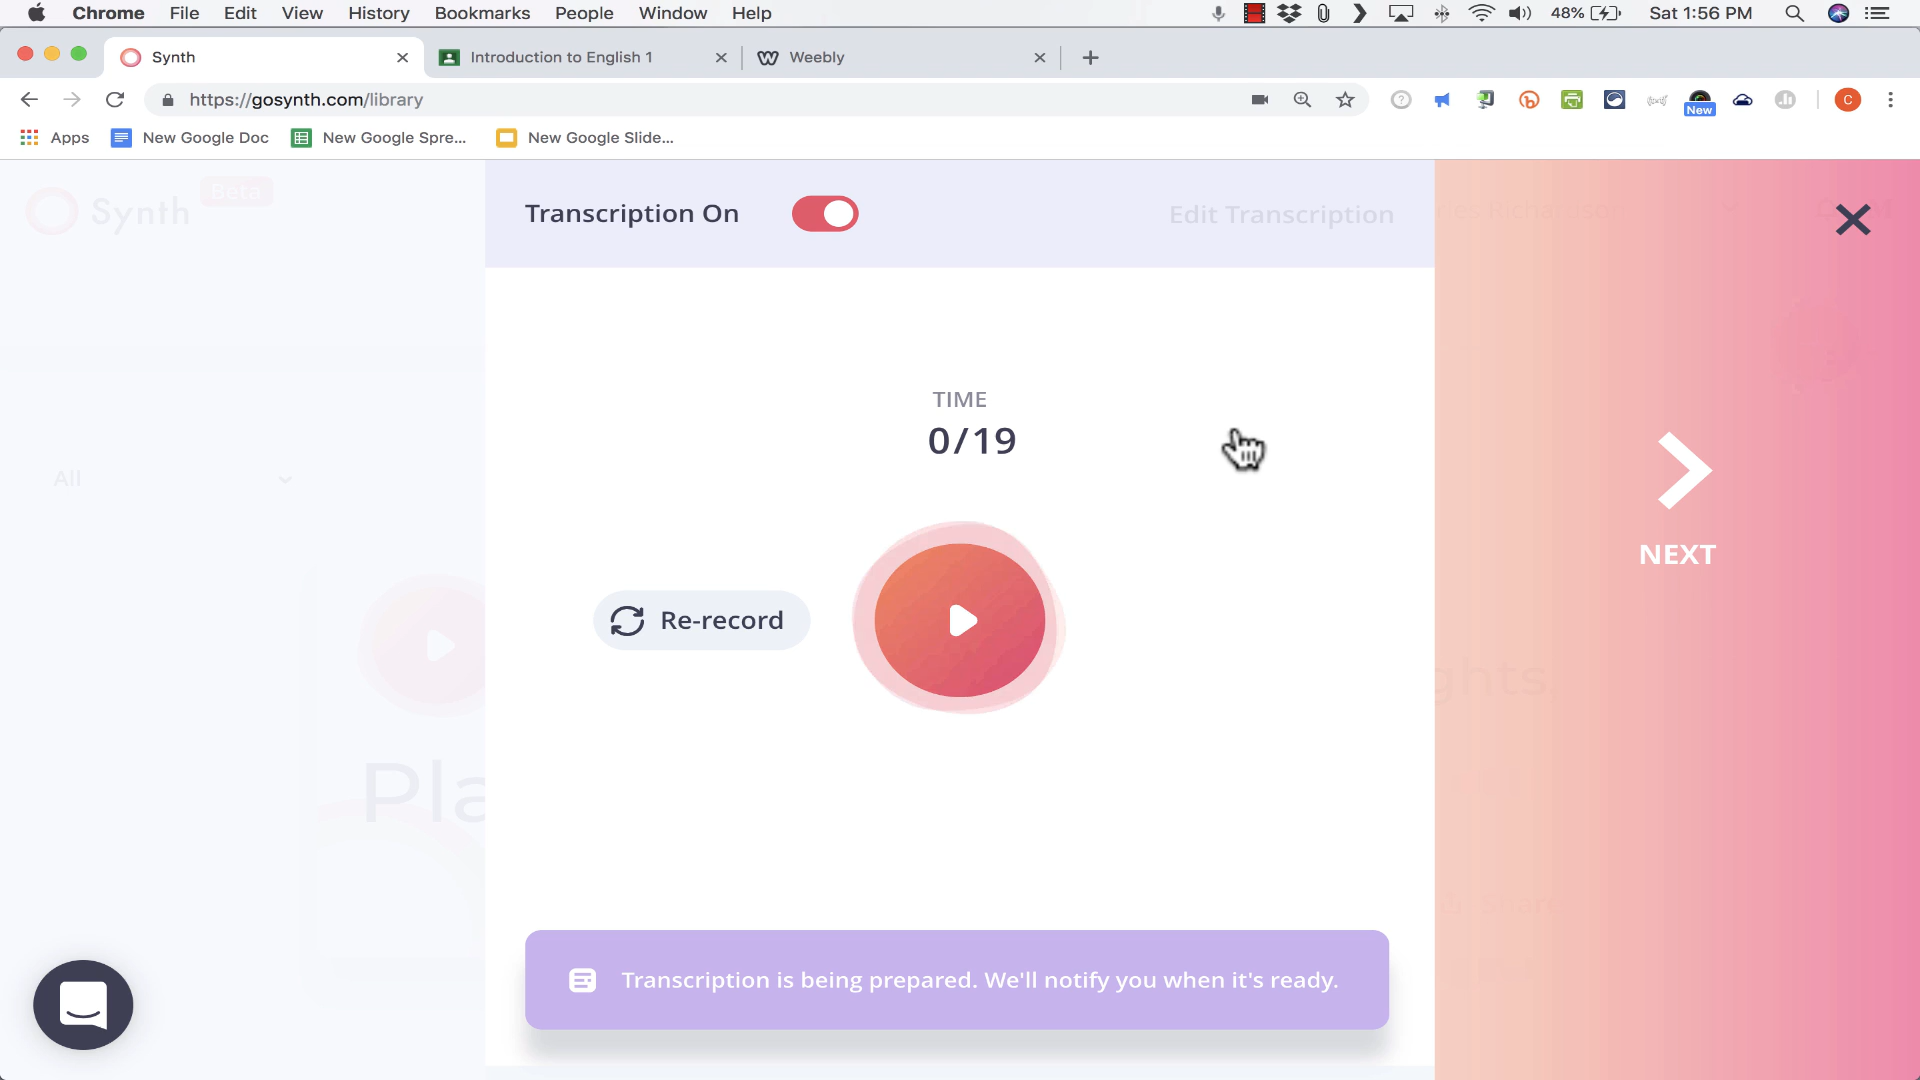 Chrome File Edit View History Bookmarks People Window Help 48% Sat 1:56 PM
Synth Introduction to English 1 Weebly
https://gosynth.com/library New C
Apps New Google Doc New Google Spre... New Google Slide...
Synth Beta
Transcription On Edit Transcription
TIME
0/19
All
NEXT
Re-record
Pla
Transcription is being prepared. We'll notify you when it's ready.